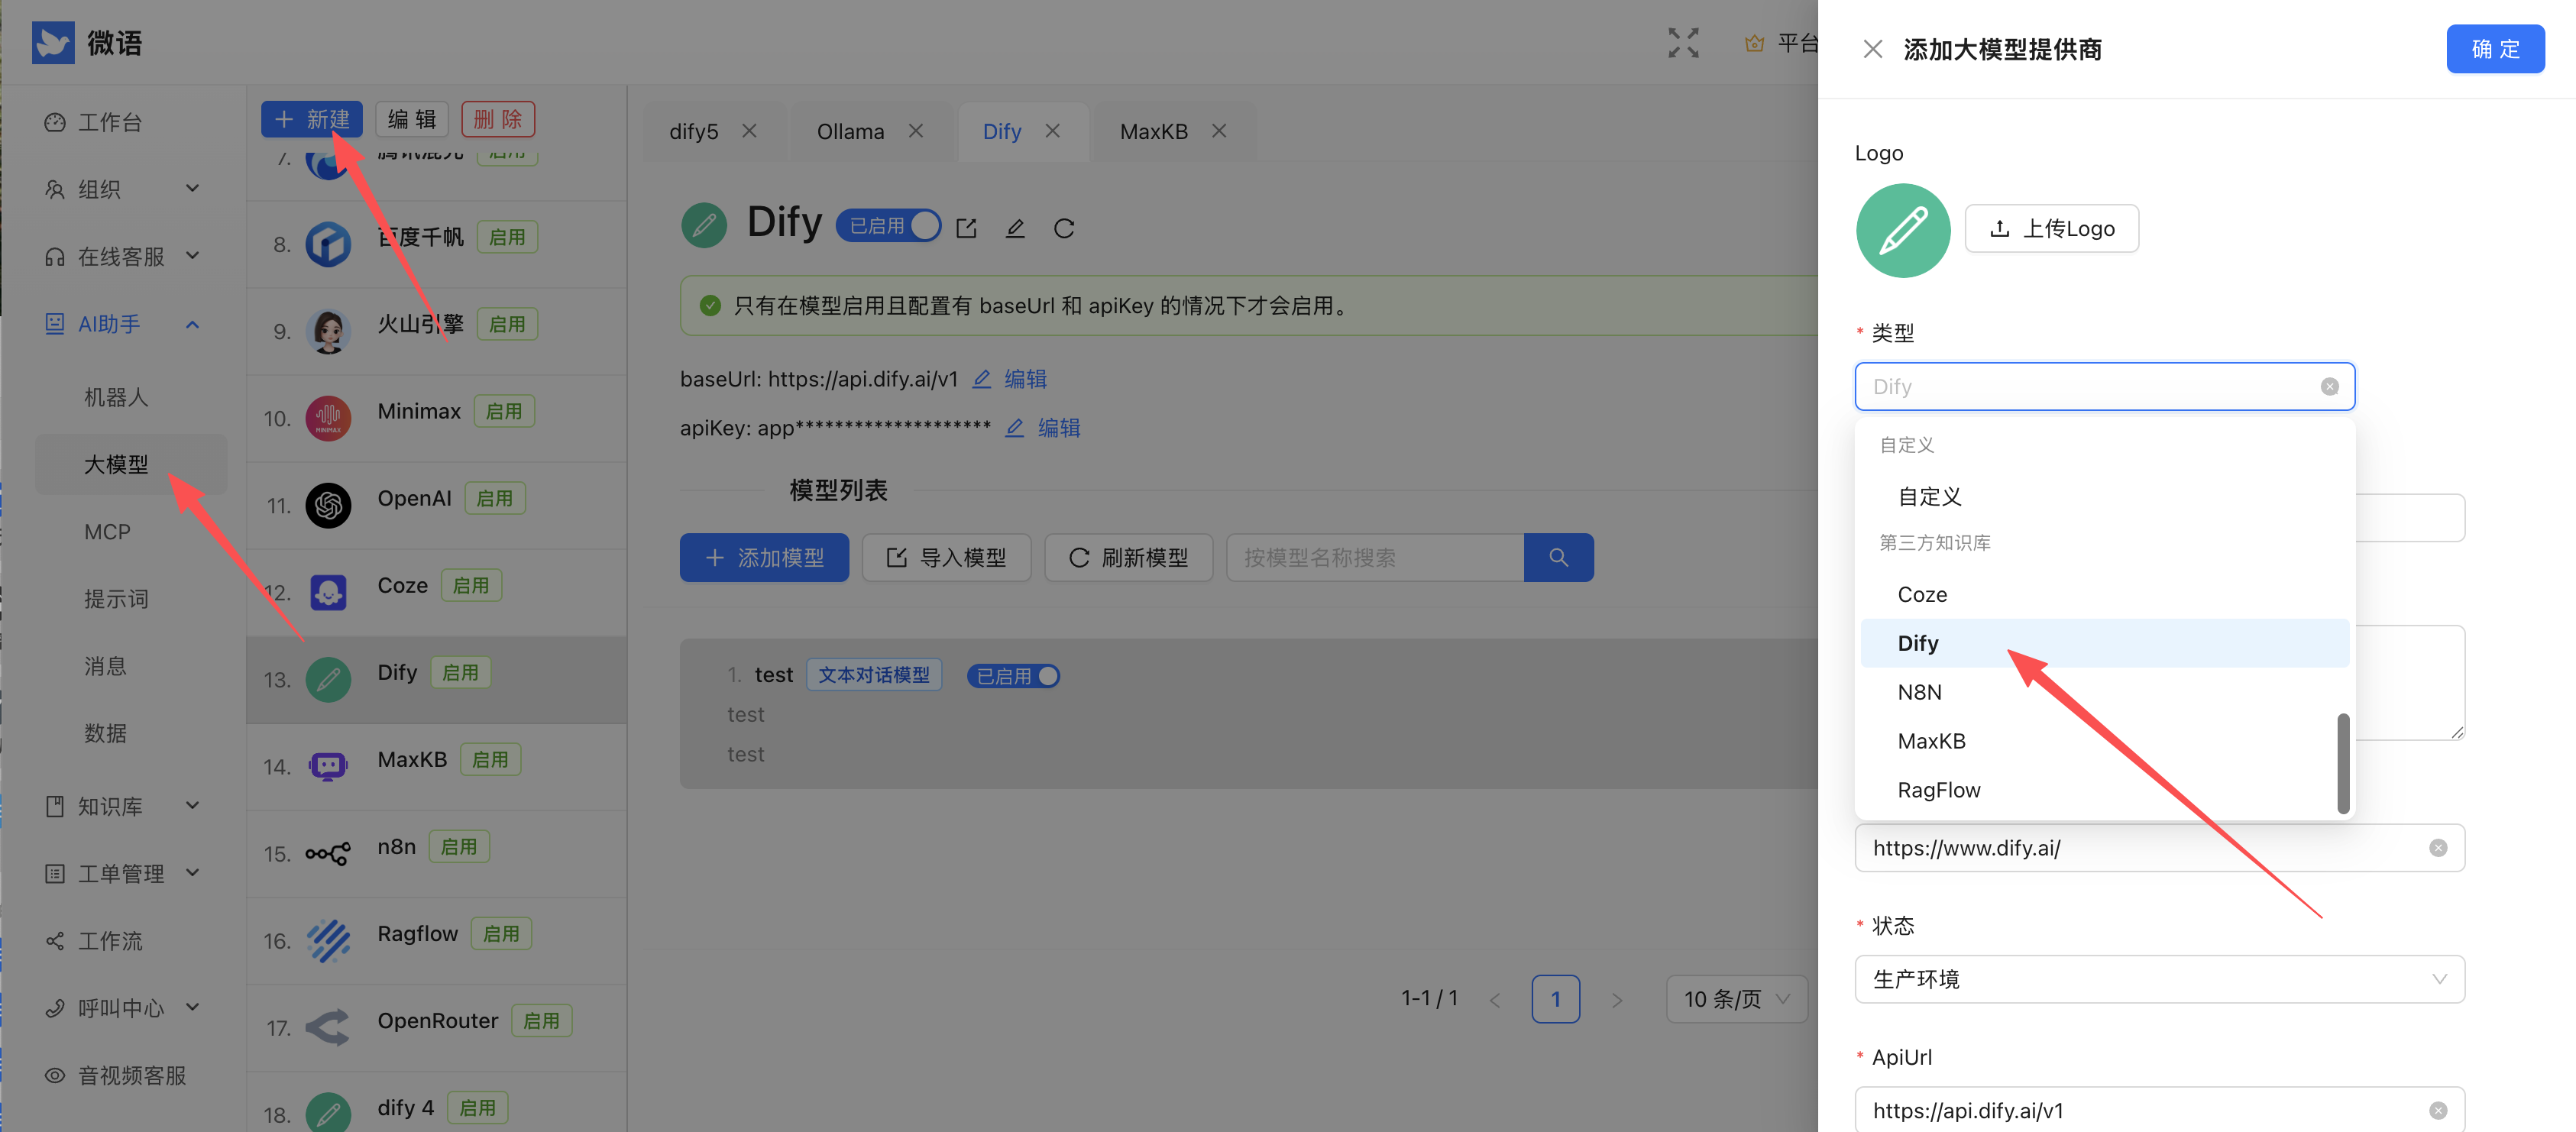 微语
平台
工作台
组织
在线客服
AI助手
机器人
大模型
MCP
提示词
消息
数据
知识库
工单管理
工作流
呼叫中心
音视频客服
新建 编辑 删除
7. 腾讯混元 启用
8. 百度千帆 启用
9. 火山引擎 启用
10. MINIMAX Minimax 启用
11. OpenAI 启用
12. Coze 启用
13. Dify 启用
14. MaxKB 启用
15. n8n 启用
16. Ragflow 启用
17. OpenRouter 启用
18. dify 4 启用
dify5 Ollama Dify MaxKB
Dify 已启用
只有在模型启用且配置有 baseUrl 和 apiKey 的情况下才会启用。
baseUrl: https://api.dify.ai/v1 编辑
apiKey: app******************** 编辑
模型列表
添加模型 导入模型 刷新模型 按模型名称搜索
1. test 文本对话模型 已启用
test
test
1-1 / 1 1 10 条/页
添加大模型提供商 确定
Logo
上传Logo
* 类型
Dify
自定义
自定义
第三方知识库
Coze
Dify
N8N
MaxKB
RagFlow
https://www.dify.ai/
* 状态
生产环境
* ApiUrl
https://api.dify.ai/v1